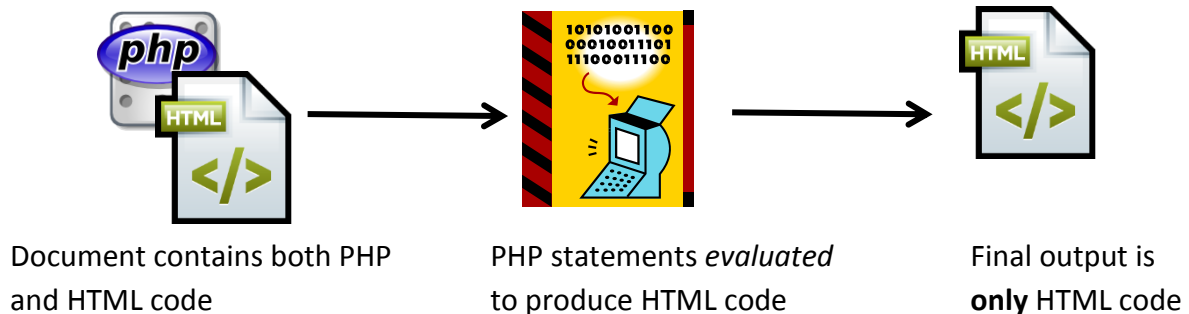 php
HTML
</>
10101001100
00010011101
11100011100
HTML
</>
Document contains both PHP
and HTML code
PHP statements evaluated
to produce HTML code
Final output is
only HTML code